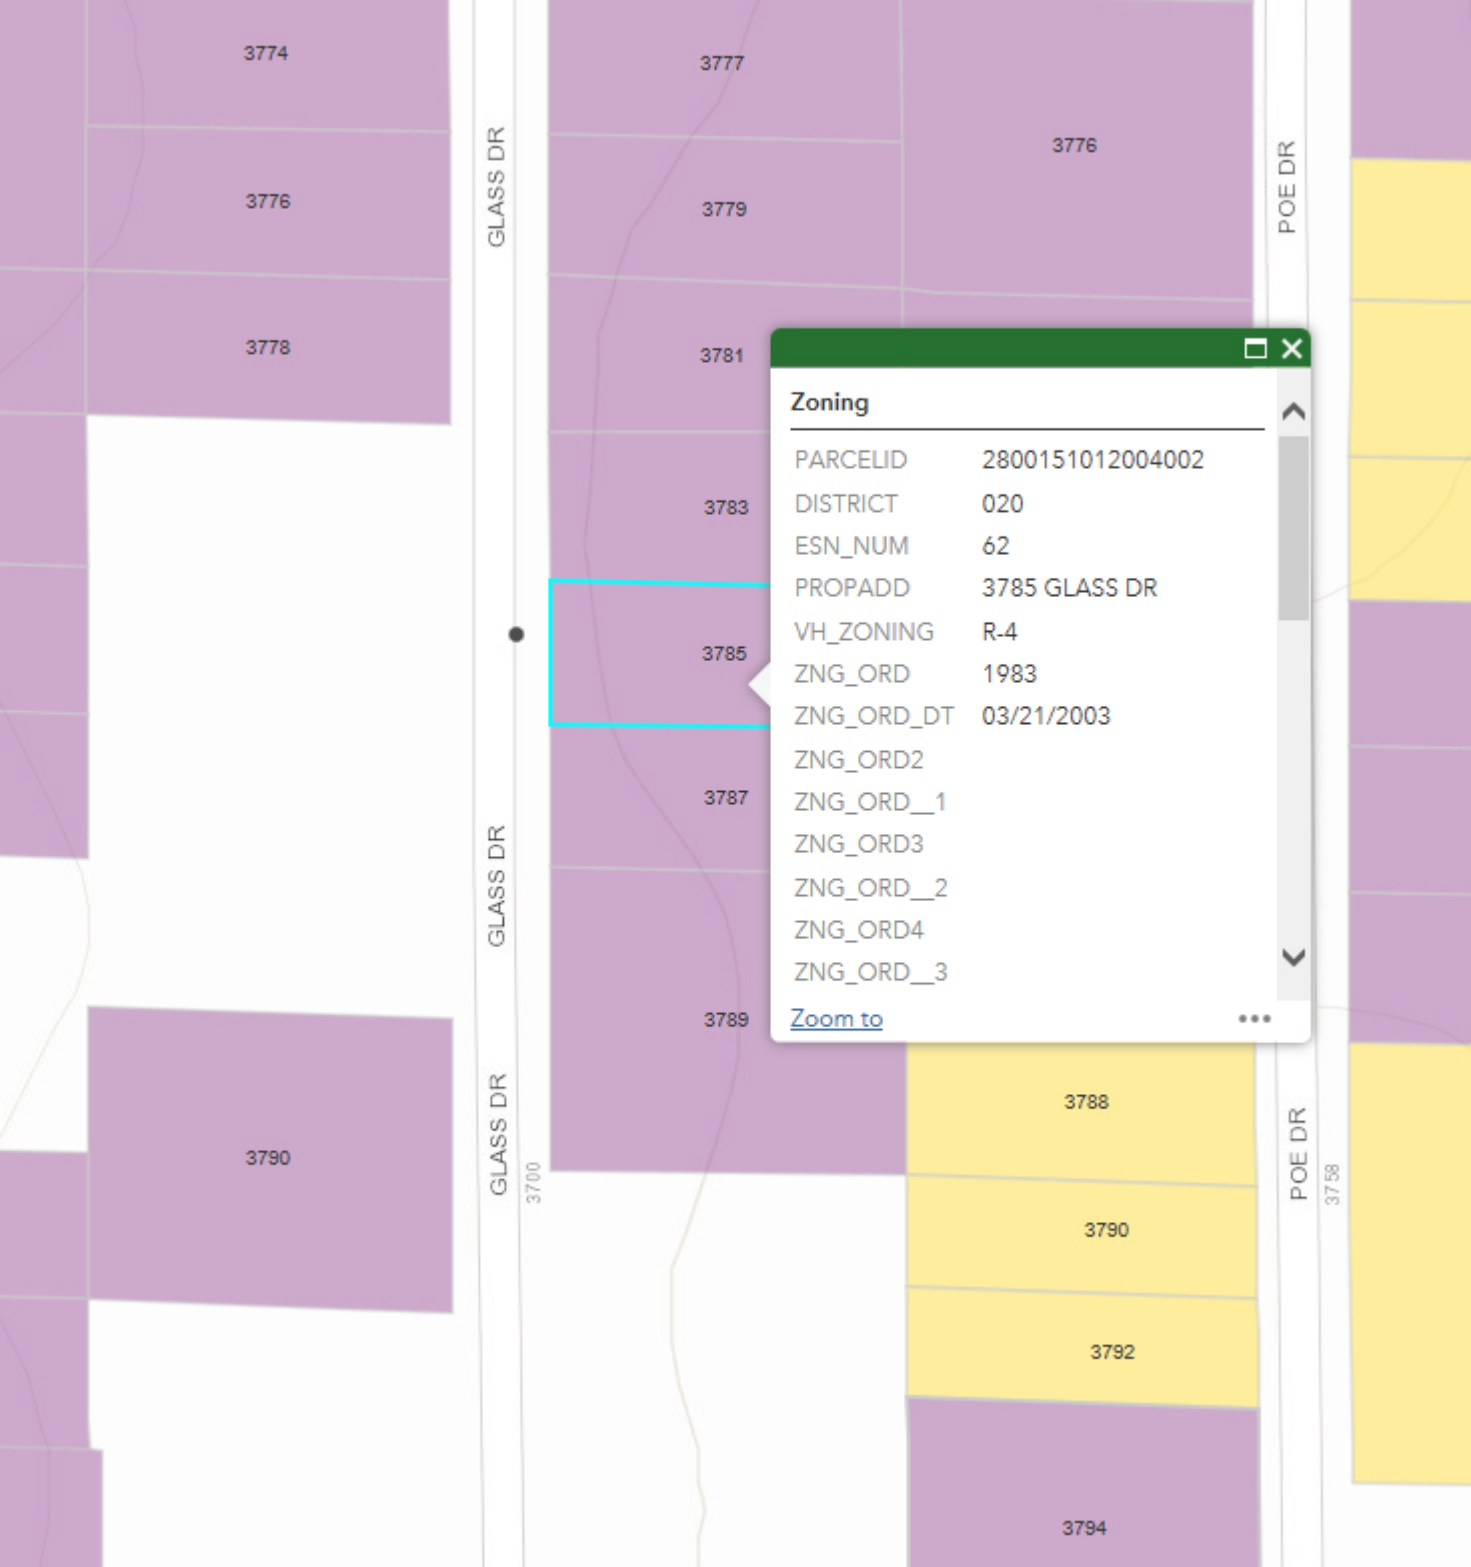 3774
3777
3776
POE DR
GLASS DR
3776
3779
3778
3781
Zoning
PARCELID 2800151012004002
DISTRICT 020
ESN_NUM 62
PROPADD 3785 GLASS DR
VH_ZONING R-4
ZNG_ORD 1983
ZNG_ORD_DT 03/21/2003
ZNG_ORD2
ZNG_ORD__1
ZNG_ORD3
ZNG_ORD__2
ZNG_ORD4
ZNG_ORD__3
Zoom to
3783
3785
3787
GLASS DR
3789
3788
3790
GLASS DR
3700
POE DR
3758
3790
3792
3794